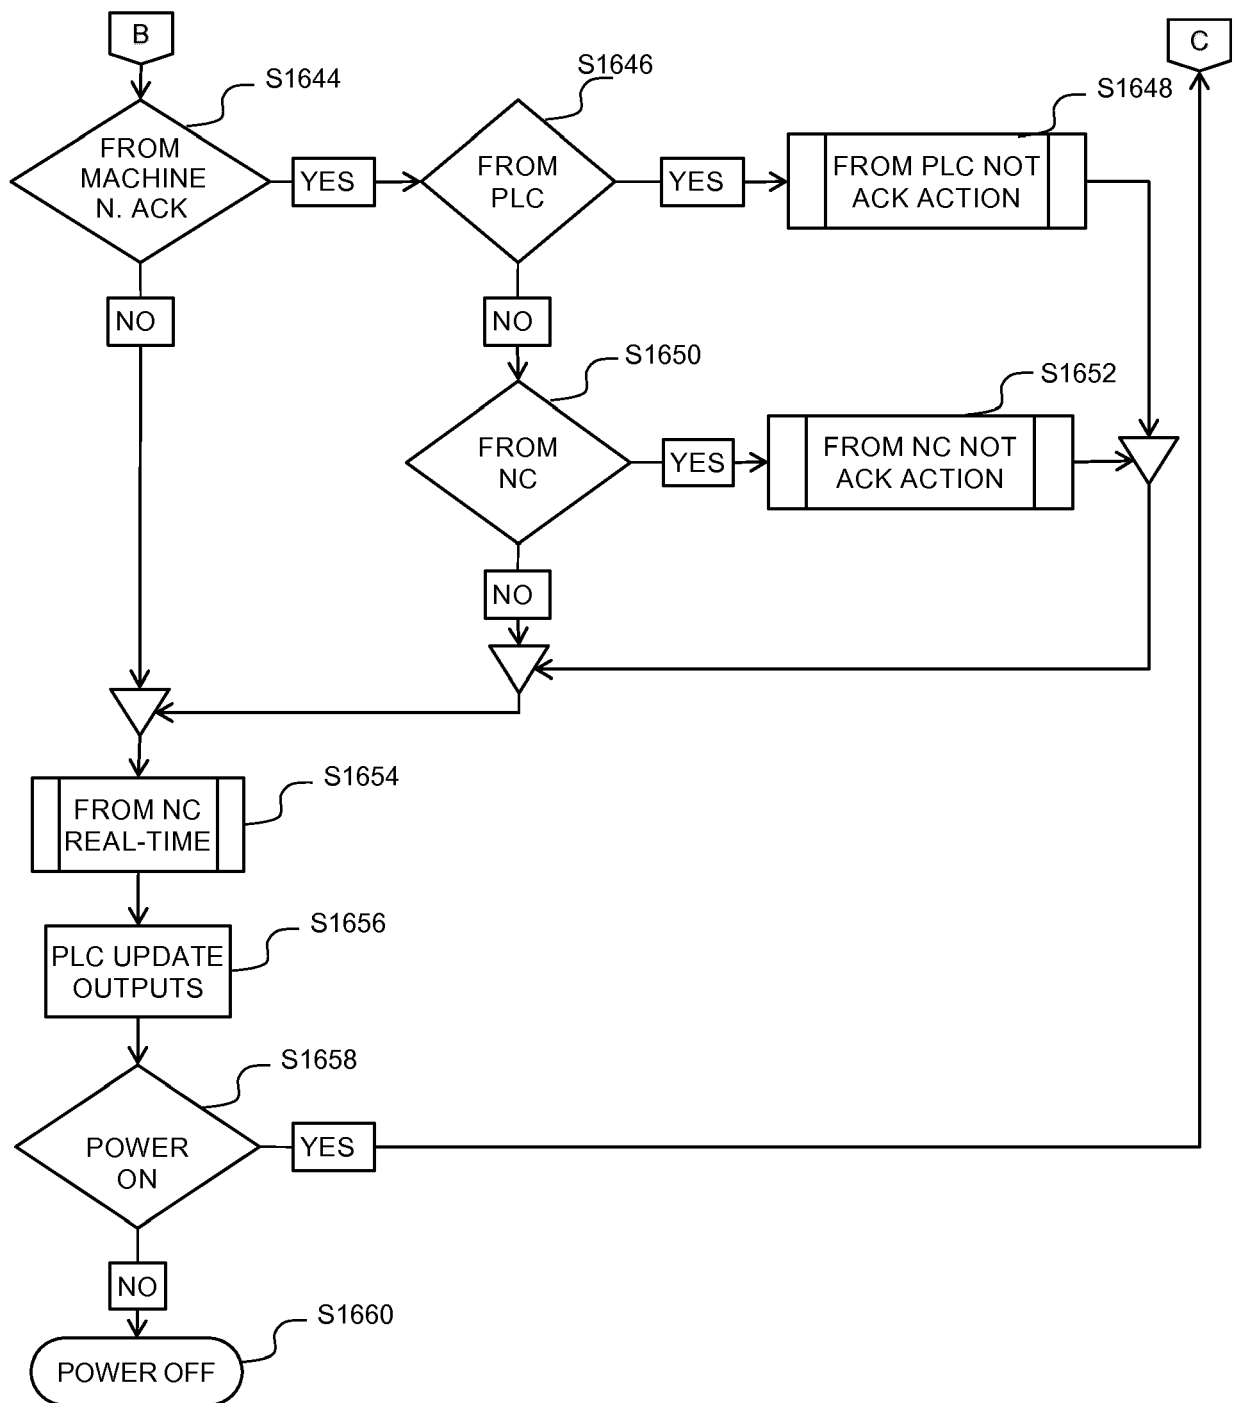 B
C
S1644
S1646
S1648
FROM
MACHINE
N. ACK
YES
FROM
PLC
YES
FROM PLC NOT
ACK ACTION
NO
NO
S1650
S1652
FROM
NC
YES
FROM NC NOT
ACK ACTION
NO
S1654
FROM NC
REAL-TIME
S1656
PLC UPDATE
OUTPUTS
S1658
POWER
ON
YES
NO
S1660
POWER OFF